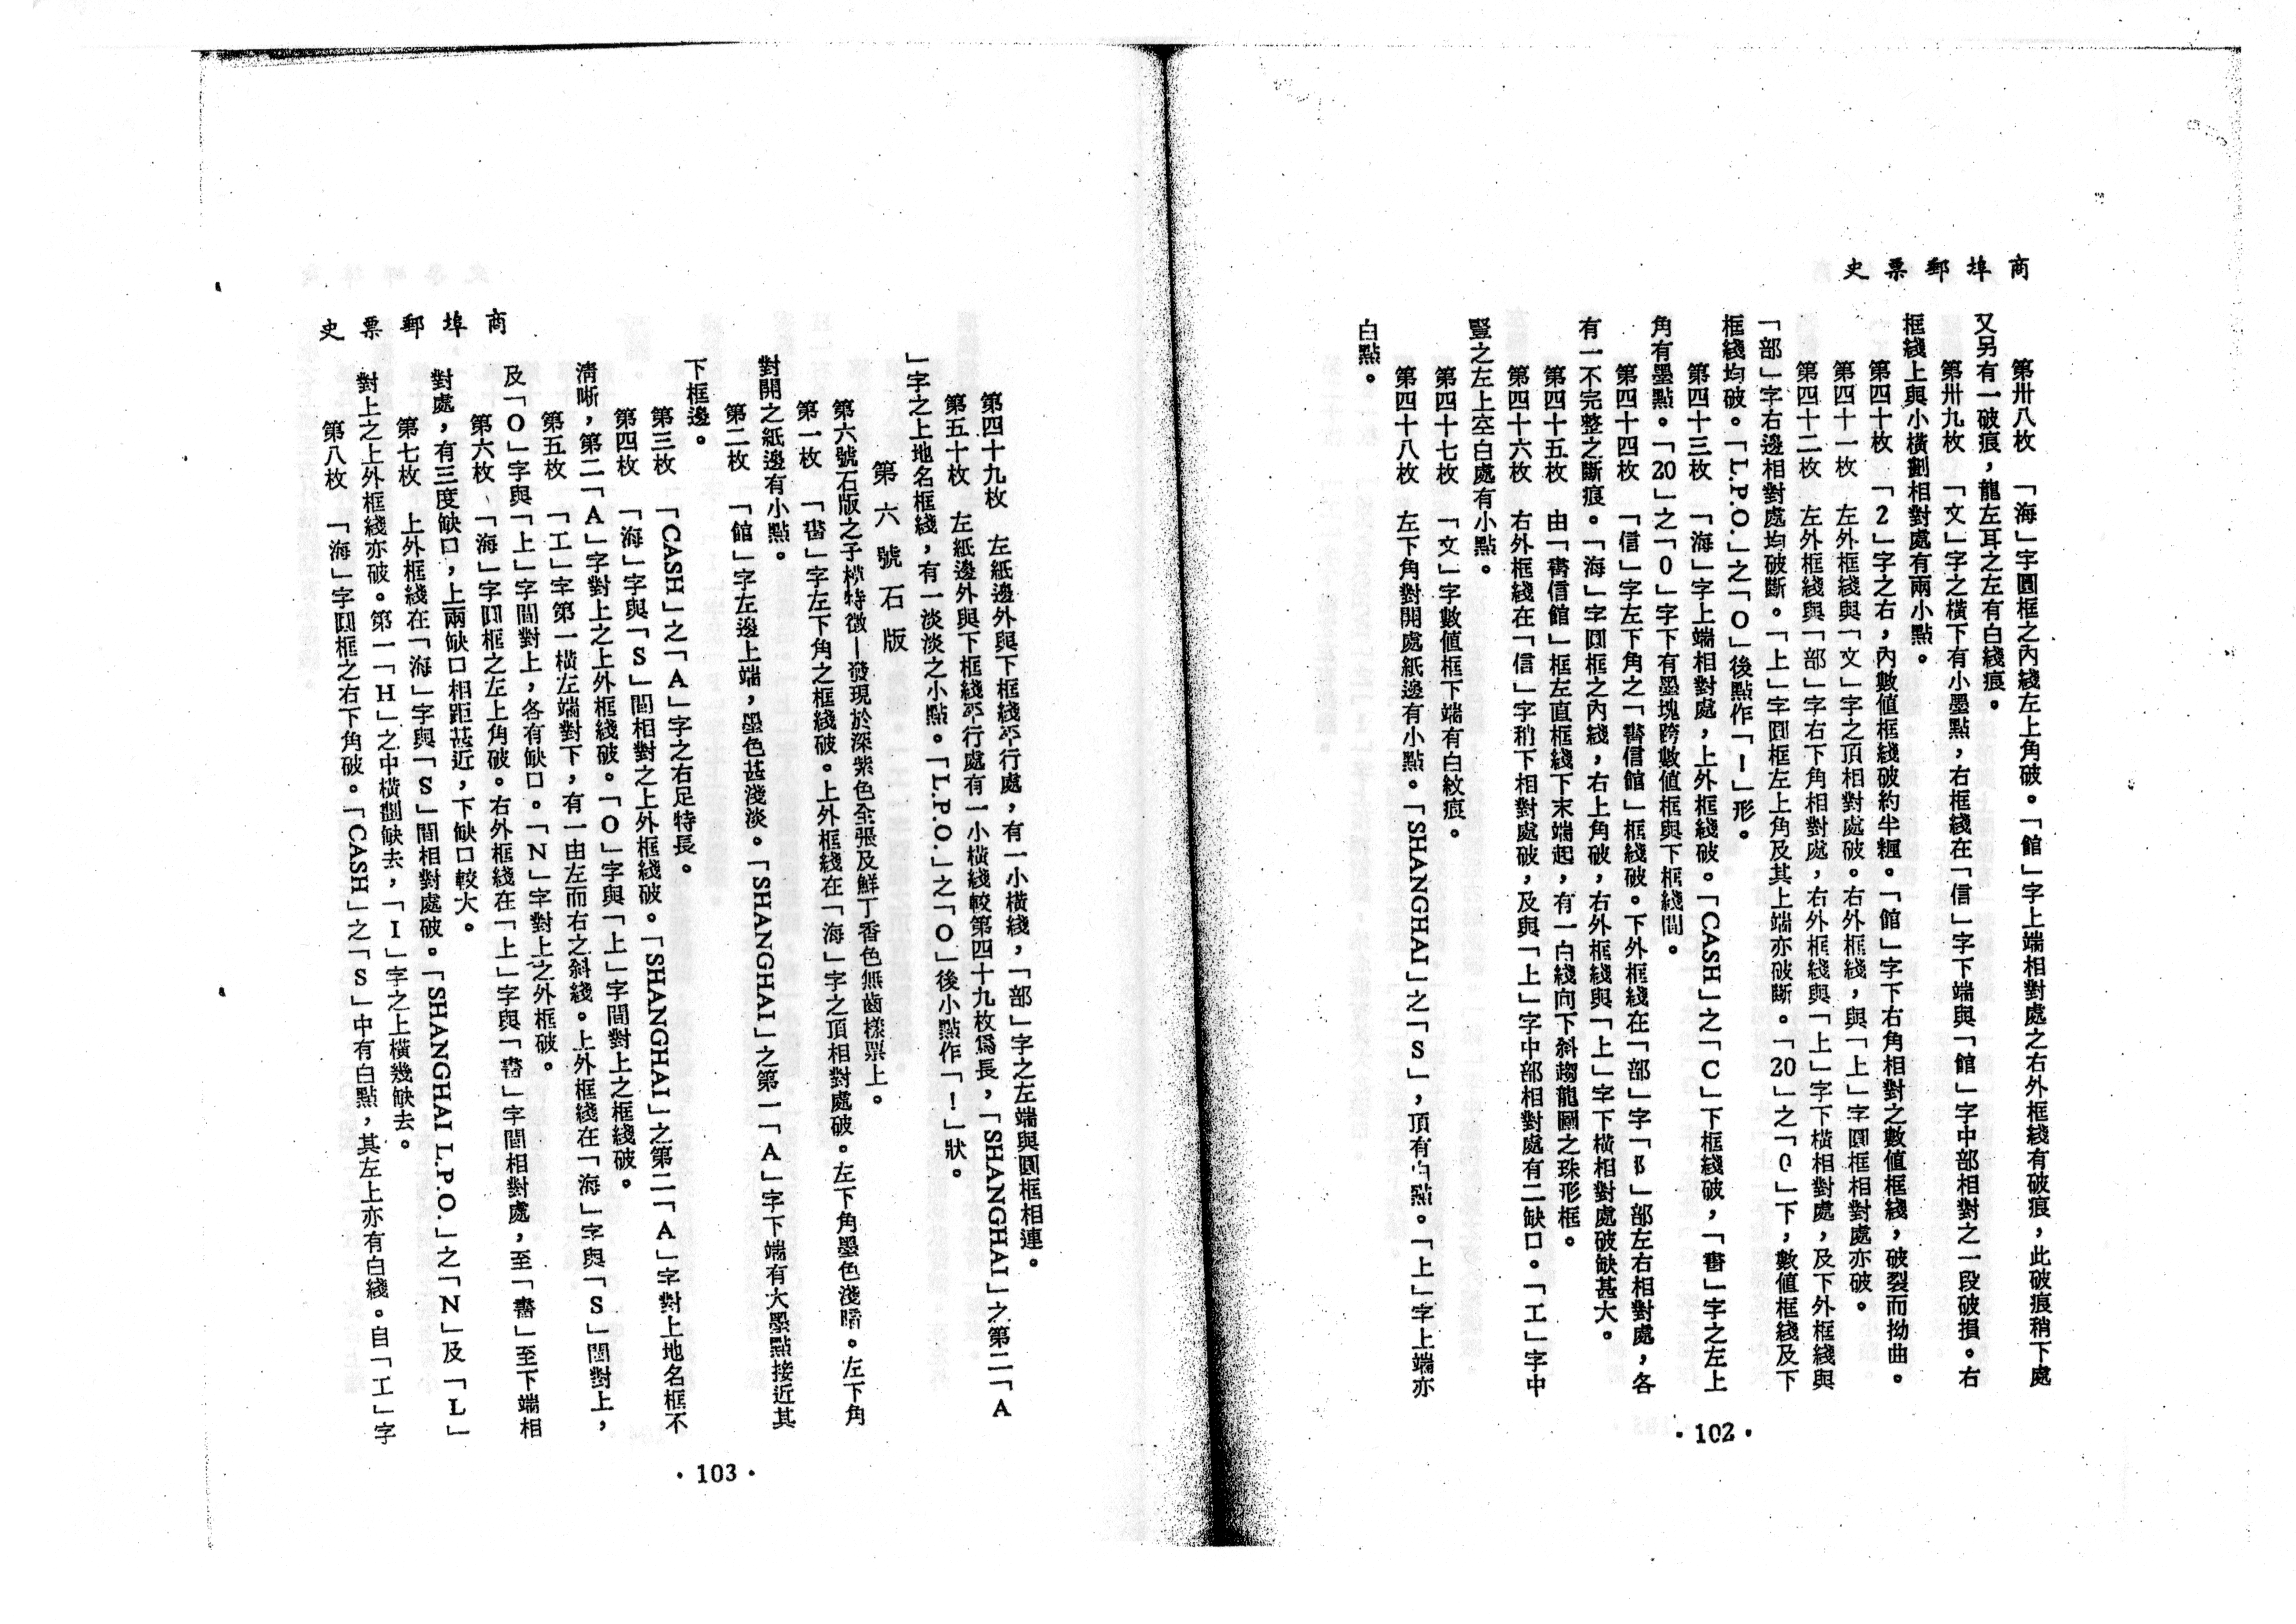 商埠郵票史
第卅八枚　「海」字圓框之內綫左上角破。「館」字上端相對處之右外框綫有破痕，此破痕稍下處
又另有一破痕，龍左耳之左有白綫痕。
第卅九枚　「文」字之橫下有小墨點，右框綫在「信」字下端與「館」字中部相對之一段破損。右
框綫上與小橫劃相對處有兩小點。
第四十枚　「2」字之右，內數値框綫破約半糎。「館」字下右角相對之數値框綫，破裂而拗曲。
第四十一枚　左外框綫與「文」字之頂相對處破。右外框綫，與「上」字圓框相對處亦破。
第四十二枚　左外框綫與「部」字右下角相對處，右外框綫與「上」字下橫相對處，及下外框綫與
「部」字右邊相對處均破斷。「上」字圓框左上角及其上端亦破斷。「20」之「0」下，數値框綫及下
框綫均破。「L.P.O.」之「O」後點作「！」形。
第四十三枚　「海」字上端相對處，上外框綫破。「CASH」之「C」下框綫破，「書」字之左上
角有墨點。「20」之「0」字下有墨塊跨數値框與下框綫間。
第四十四枚　「信」字左下角之「書信館」框綫破。下外框綫在「部」字「阝」部左右相對處，各
有一不完整之斷痕。「海」字圓框之內綫，右上角破，右外框綫與「上」字下橫相對處破缺甚大。
第四十五枚　由「書信館」框左直框綫下末端起，有一白綫向下斜趨龍圖之珠形框。
第四十六枚　右外框綫在「信」字稍下相對處破，及與「上」字中部相對處有二缺口。「工」字中
豎之左上空白處有小點。
第四十七枚　「文」字數値框下端有白紋痕。
第四十八枚　左下角對開處紙邊有小點。「SHANGHAI」之「S」，頂有白點。「上」字上端亦
白點。
・102・
第四十九枚　左紙邊外與下框綫平行處，有一小橫綫，「部」字之左端與圓框相連。
第五十枚　左紙邊外與下框綫平行處有一小橫綫較第四十九枚爲長，「SHANGHAI」之第二「A
」字之上地名框綫，有一淡淡之小點。「L.P.O.」之「O」後小點作「！」狀。
第六號石版
第六號石版之子模特徵—發現於深紫色全張及鮮丁香色無齒樣票上。
第一枚　「書」字左下角之框綫破。上外框綫在「海」字之頂相對處破。左下角墨色淺暗。左下角
對開之紙邊有小點。
第二枚　「館」字左邊上端，墨色甚淺淡。「SHANGHAI」之第一「A」字下端有大墨點接近其
下框邊。
第三枚　「CASH」之「A」字之右足特長。
第四枚　「海」字與「S」間相對之上外框綫破。「SHANGHAI」之第二「A」字對上地名框不
淸晰，第二「A」字對上之上外框綫破。「O」字與「上」字間對上之框綫破。
第五枚　「工」字第一橫左端對下，有一由左而右之斜綫。上外框綫在「海」字與「S」間對上，
及「O」字與「上」字間對上，各有缺口。「N」字對上之外框破。
第六枚　「海」字圓框之左上角破。右外框綫在「上」字與「書」字間相對處，至「書」至下端相
對處，有三度缺口，上兩缺口相距甚近，下缺口較大。
第七枚　上外框綫在「海」字與「S」間相對處破。「SHANGHAI L.P.O.」之「N」及「L」
對上之上外框綫亦破。第一「H」之中橫劃缺去，「I」字之上橫幾缺去。
第八枚　「海」字圓框之右下角破。「CASH」之「S」中有白點，其左上亦有白綫。自「工」字
商埠郵票史
・103・